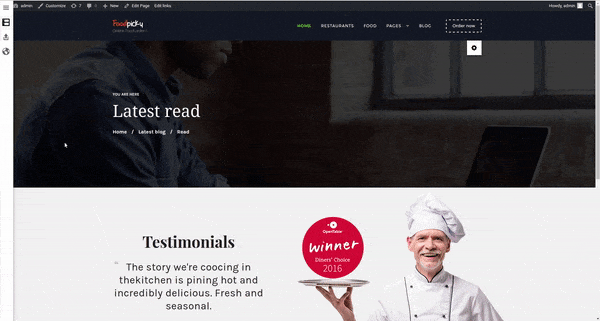 admin Customize 7 0 + New Edit Page Edit links Howdy, admin
Foodpicky
HOME RESTAURANTS FOOD PAGES BLOG Order now
YOU ARE HERE
Latest read
Home / Latest blog / Read
OpenTable
winner
Diners' Choice
2016
Testimonials
“
The story we're coocing in
thekitchen is pining hot and
incredibly delicous. Fresh and
seasonal.